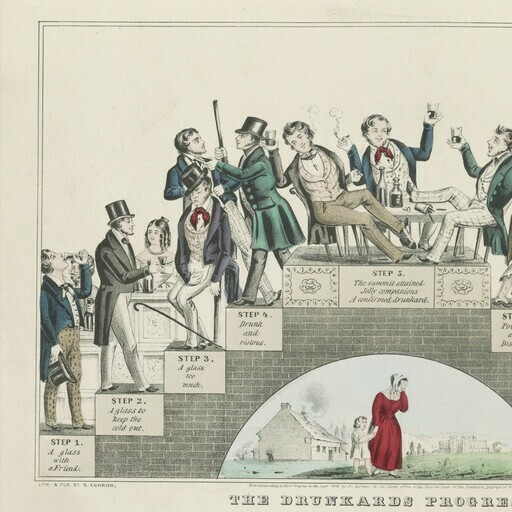 STEP 5.
The summit attained
Jolly companions
A confirmed drunkard.
STEP 4.
Drunk
and
riotous.
STEP 3.
A glass
too
much.
STEP 2.
A glass to
keep the
cold out.
STEP 1.
A glass
with
a Friend.
LITH. & PUB. BY N. CURRIER,
THE DRUNKARDS PROGRE